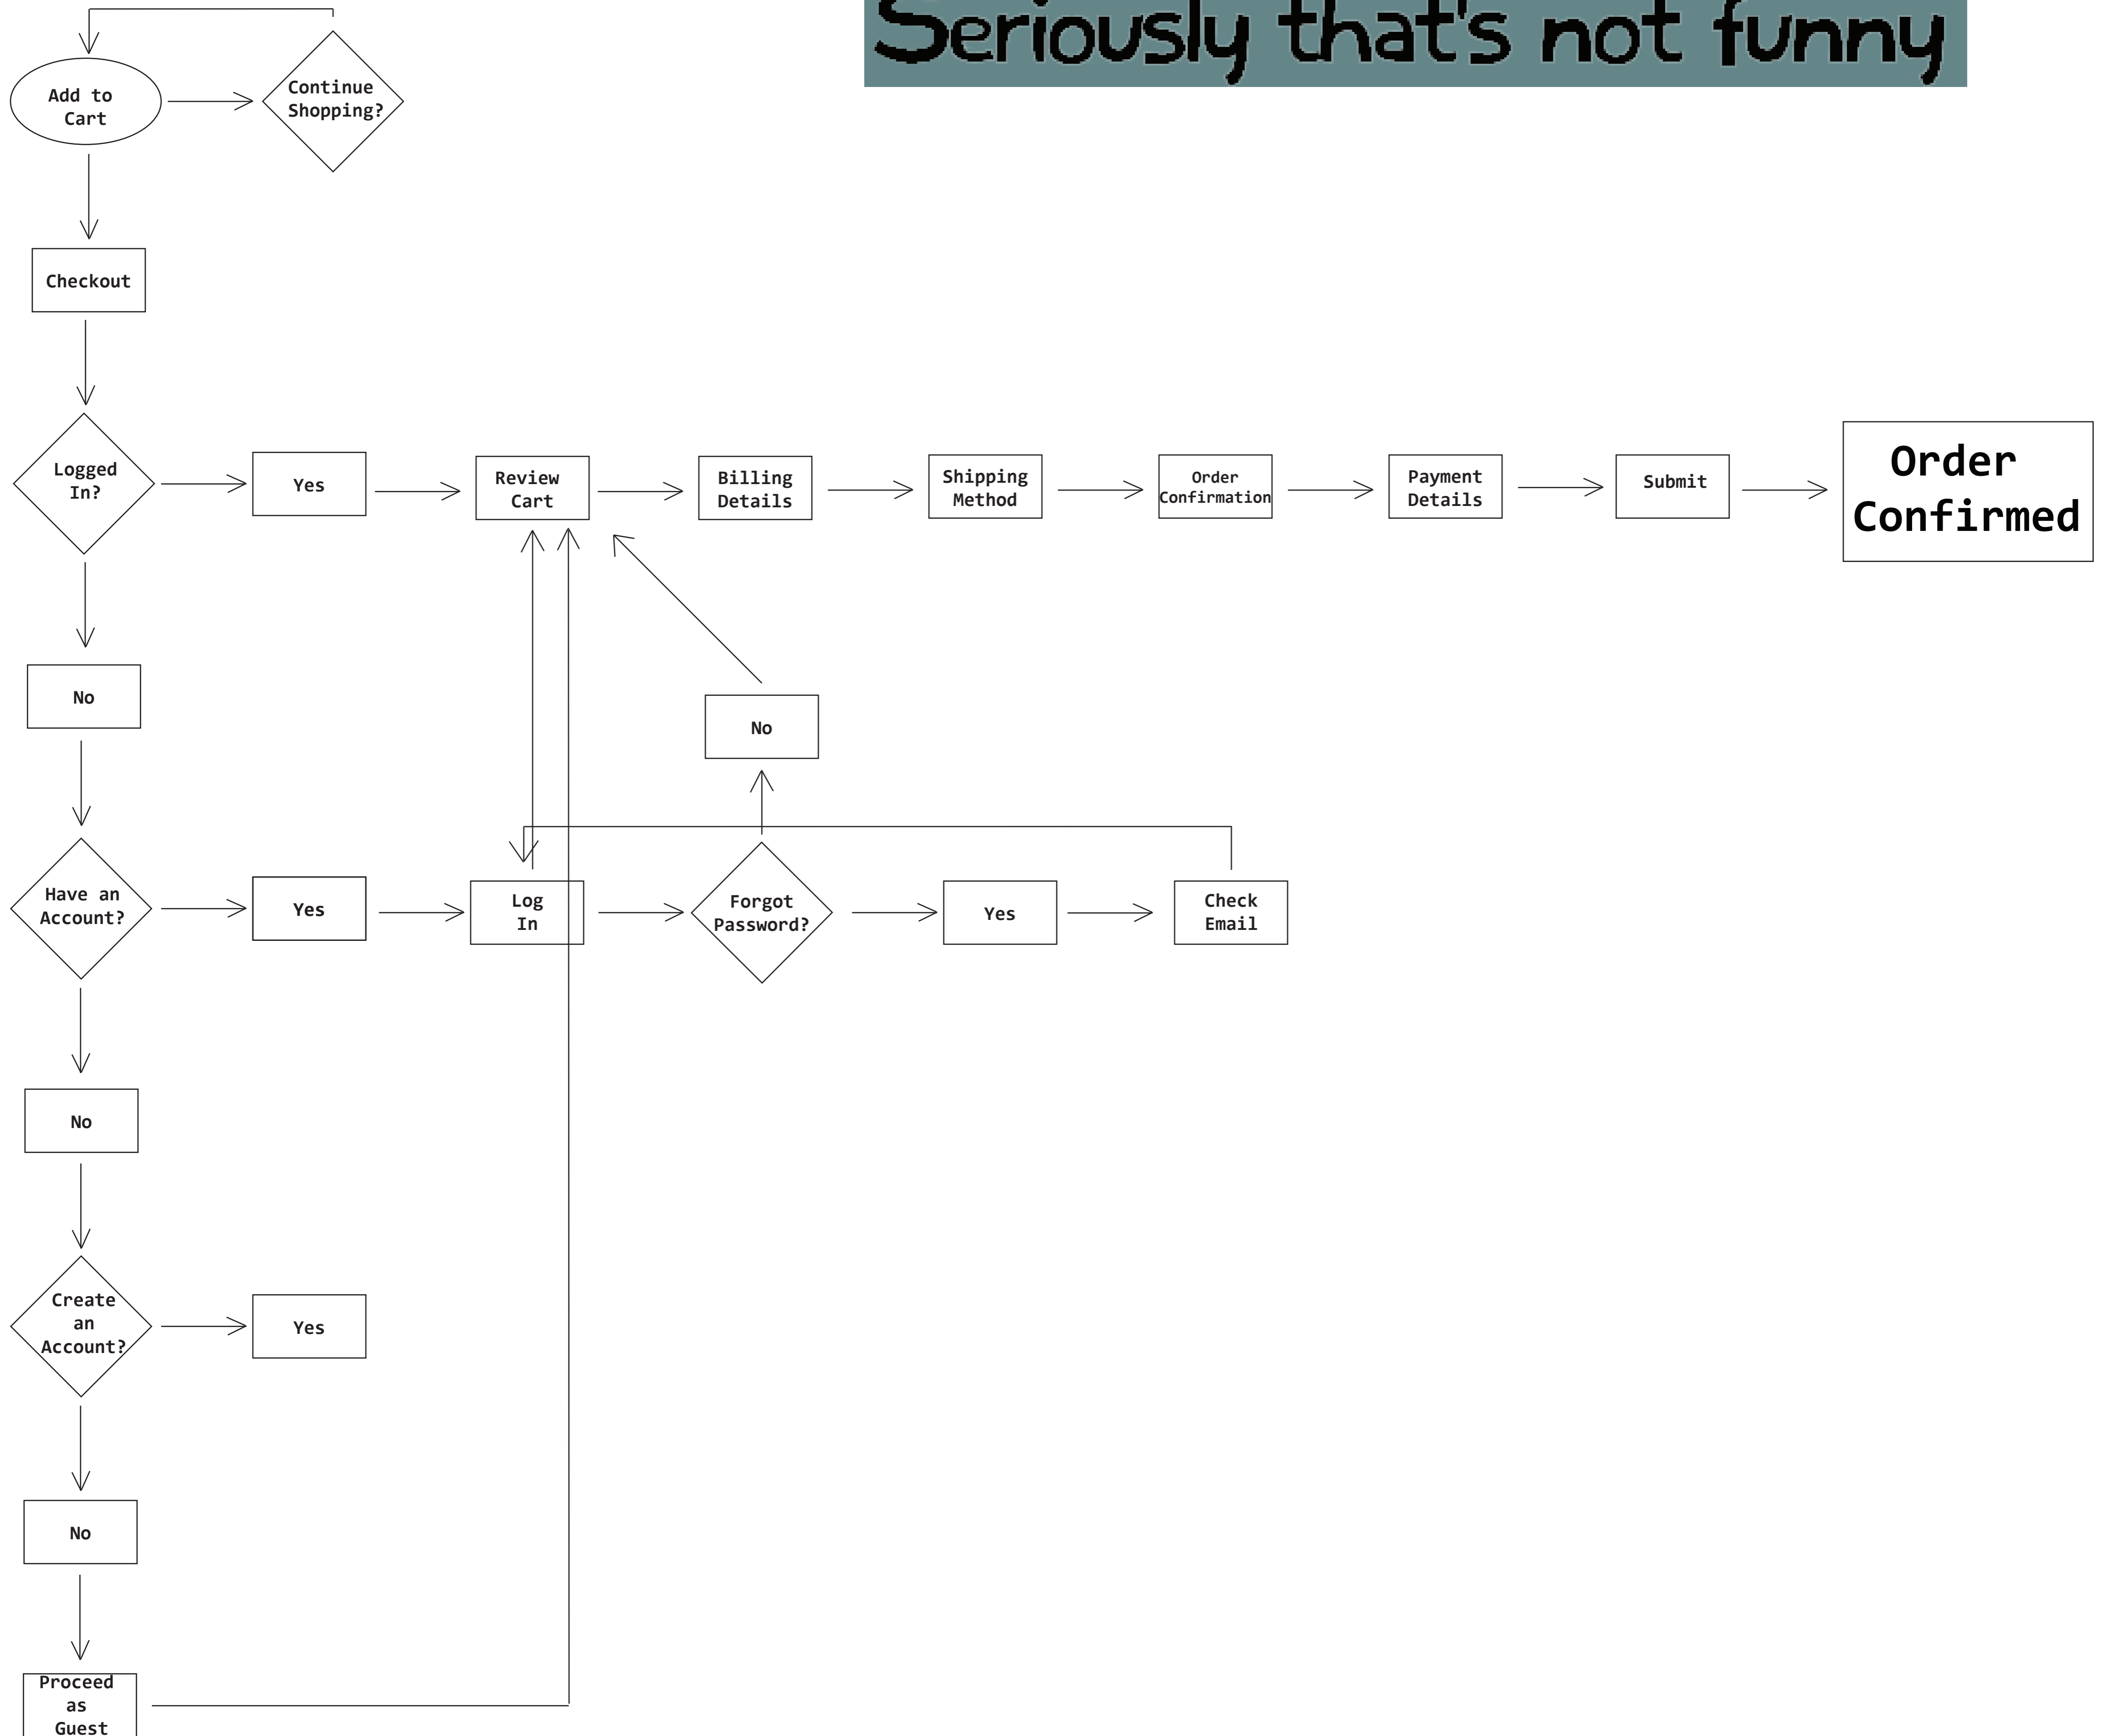 Seriously that's not funny
Add to
Cart
Continue
Shopping?
Checkout
Logged
In?
Yes
Review
Cart
Billing
Details
Shipping
Method
Order
Confirmation
Payment
Details
Submit
Order
Confirmed
No
No
Have an
Account?
Yes
Log
In
Forgot
Password?
Yes
Check
Email
No
Create
an
Account?
Yes
No
Proceed
as
Guest